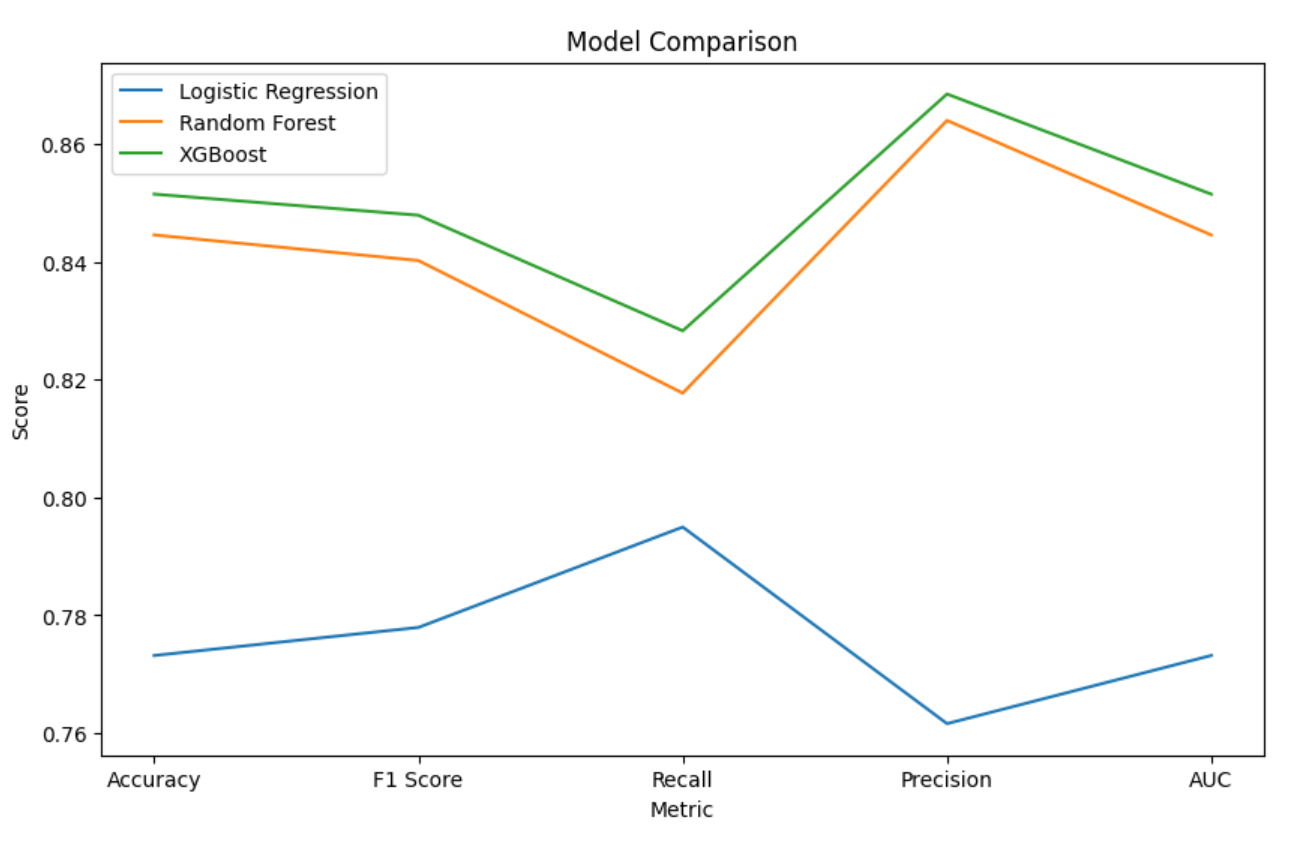 Model Comparison
Logistic Regression
Random Forest
XGBoost
0.86
0.84
0.82
0.80
0.78
0.76
Score
Accuracy F1 Score Recall Precision AUC
Metric